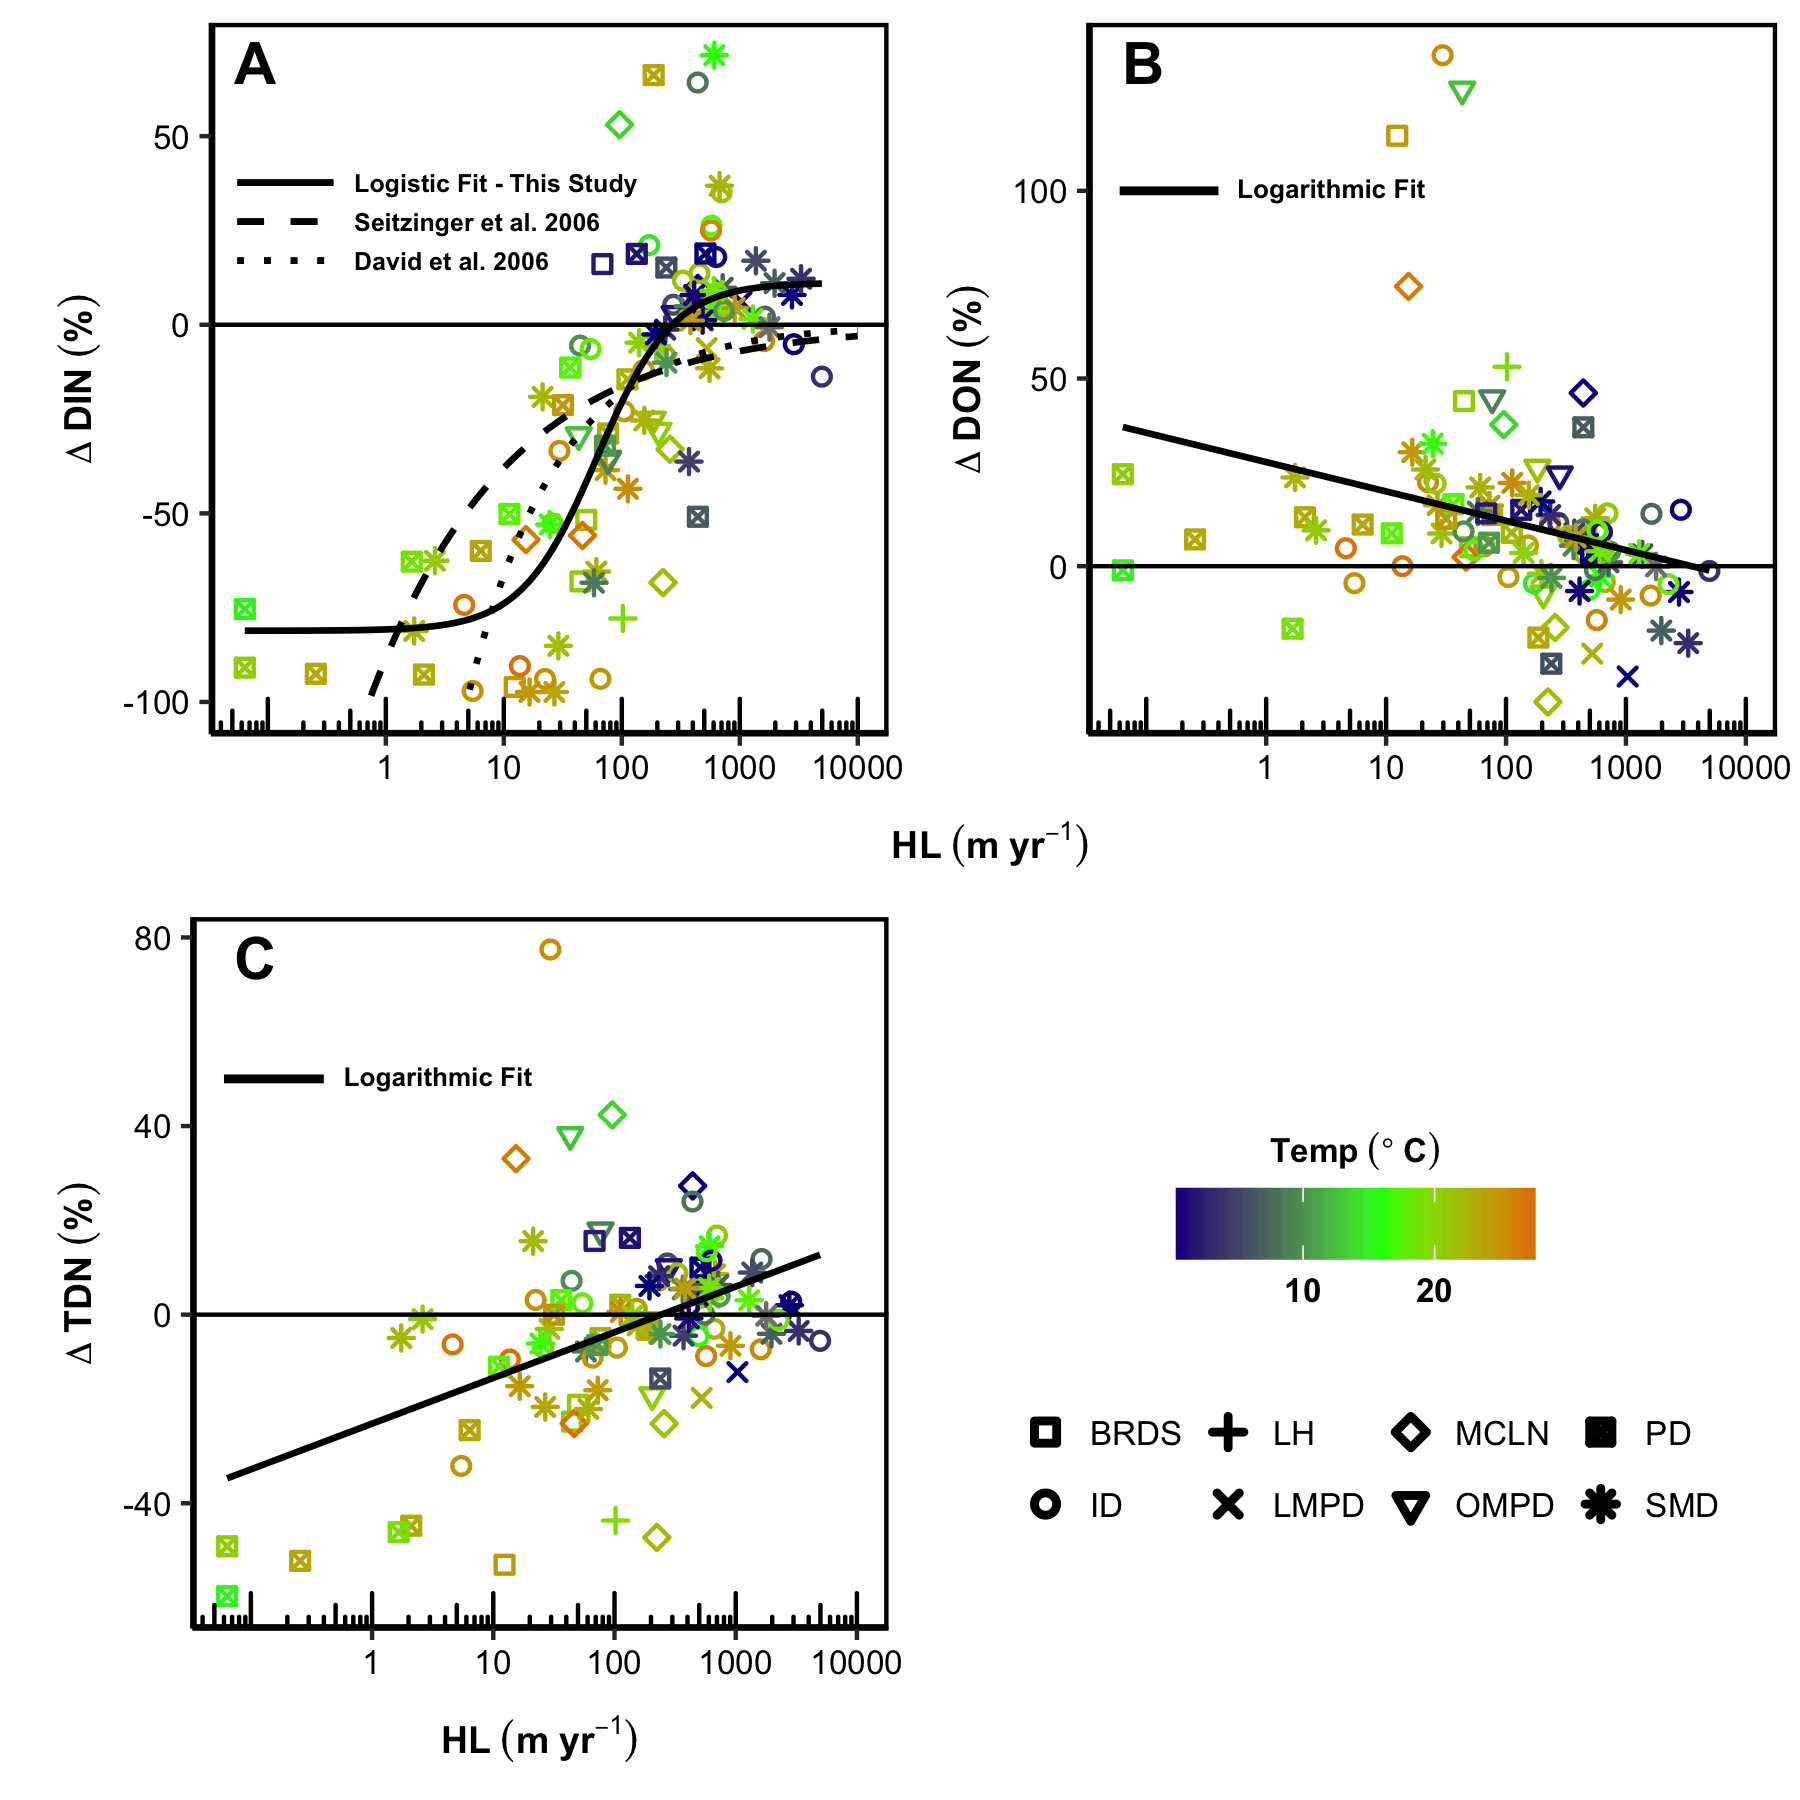 A
Δ DIN (%)
50
0
-50
-100
Logistic Fit - This Study
Seitzinger et al. 2006
David et al. 2006
1 10 100 1000 10000
B
Δ DON (%)
100
50
0
Logarithmic Fit
1 10 100 1000 10000
HL (m yr⁻¹)
C
Δ TDN (%)
80
40
0
-40
Logarithmic Fit
1 10 100 1000 10000
HL (m yr⁻¹)
Temp (° C)
10 20
BRDS LH MCLN PD
ID LMPD OMPD SMD